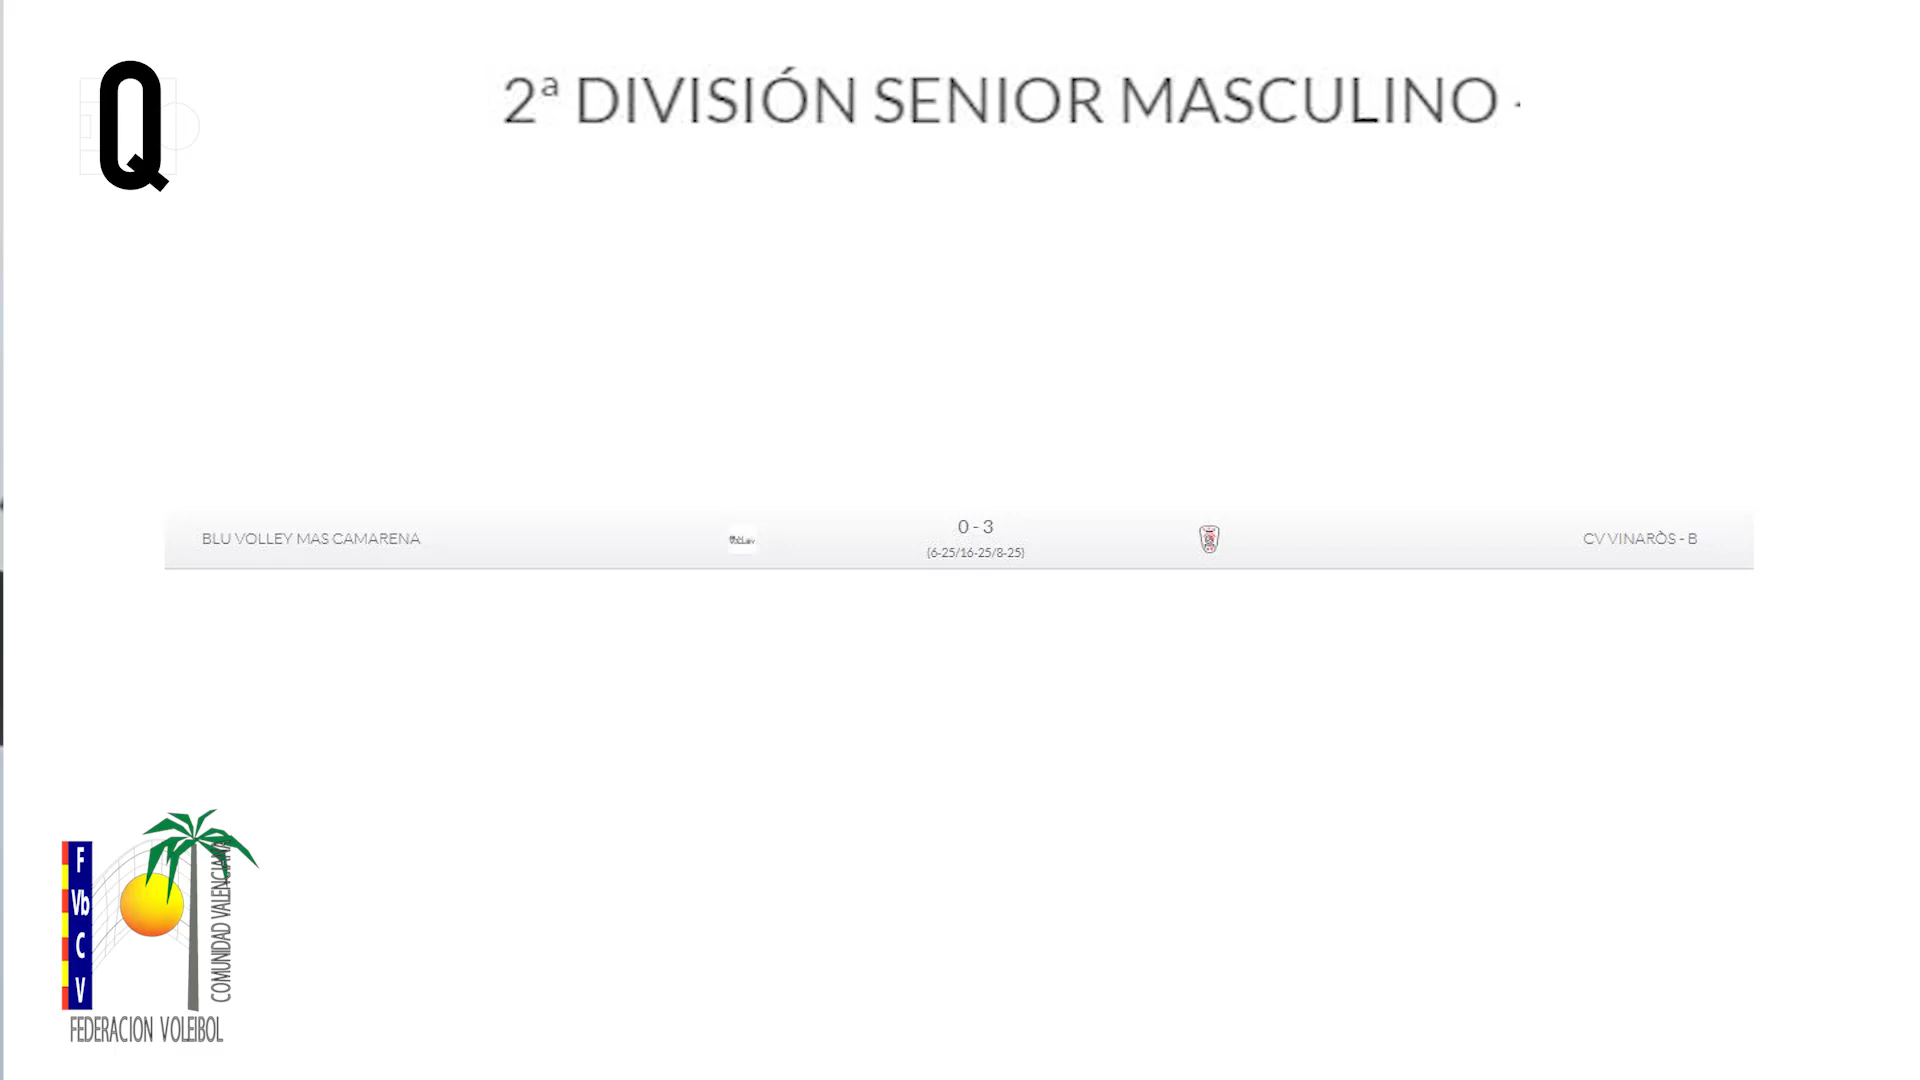 Q
2ª DIVISIÓN SENIOR MASCULINO -
BLU VOLLEY MAS CAMARENA
0 - 3
(6-25/16-25/8-25)
CV VINARÒS - B
F
Vb
C
V
COMUNIDAD VALENCIANA
FEDERACION VOLEIBOL